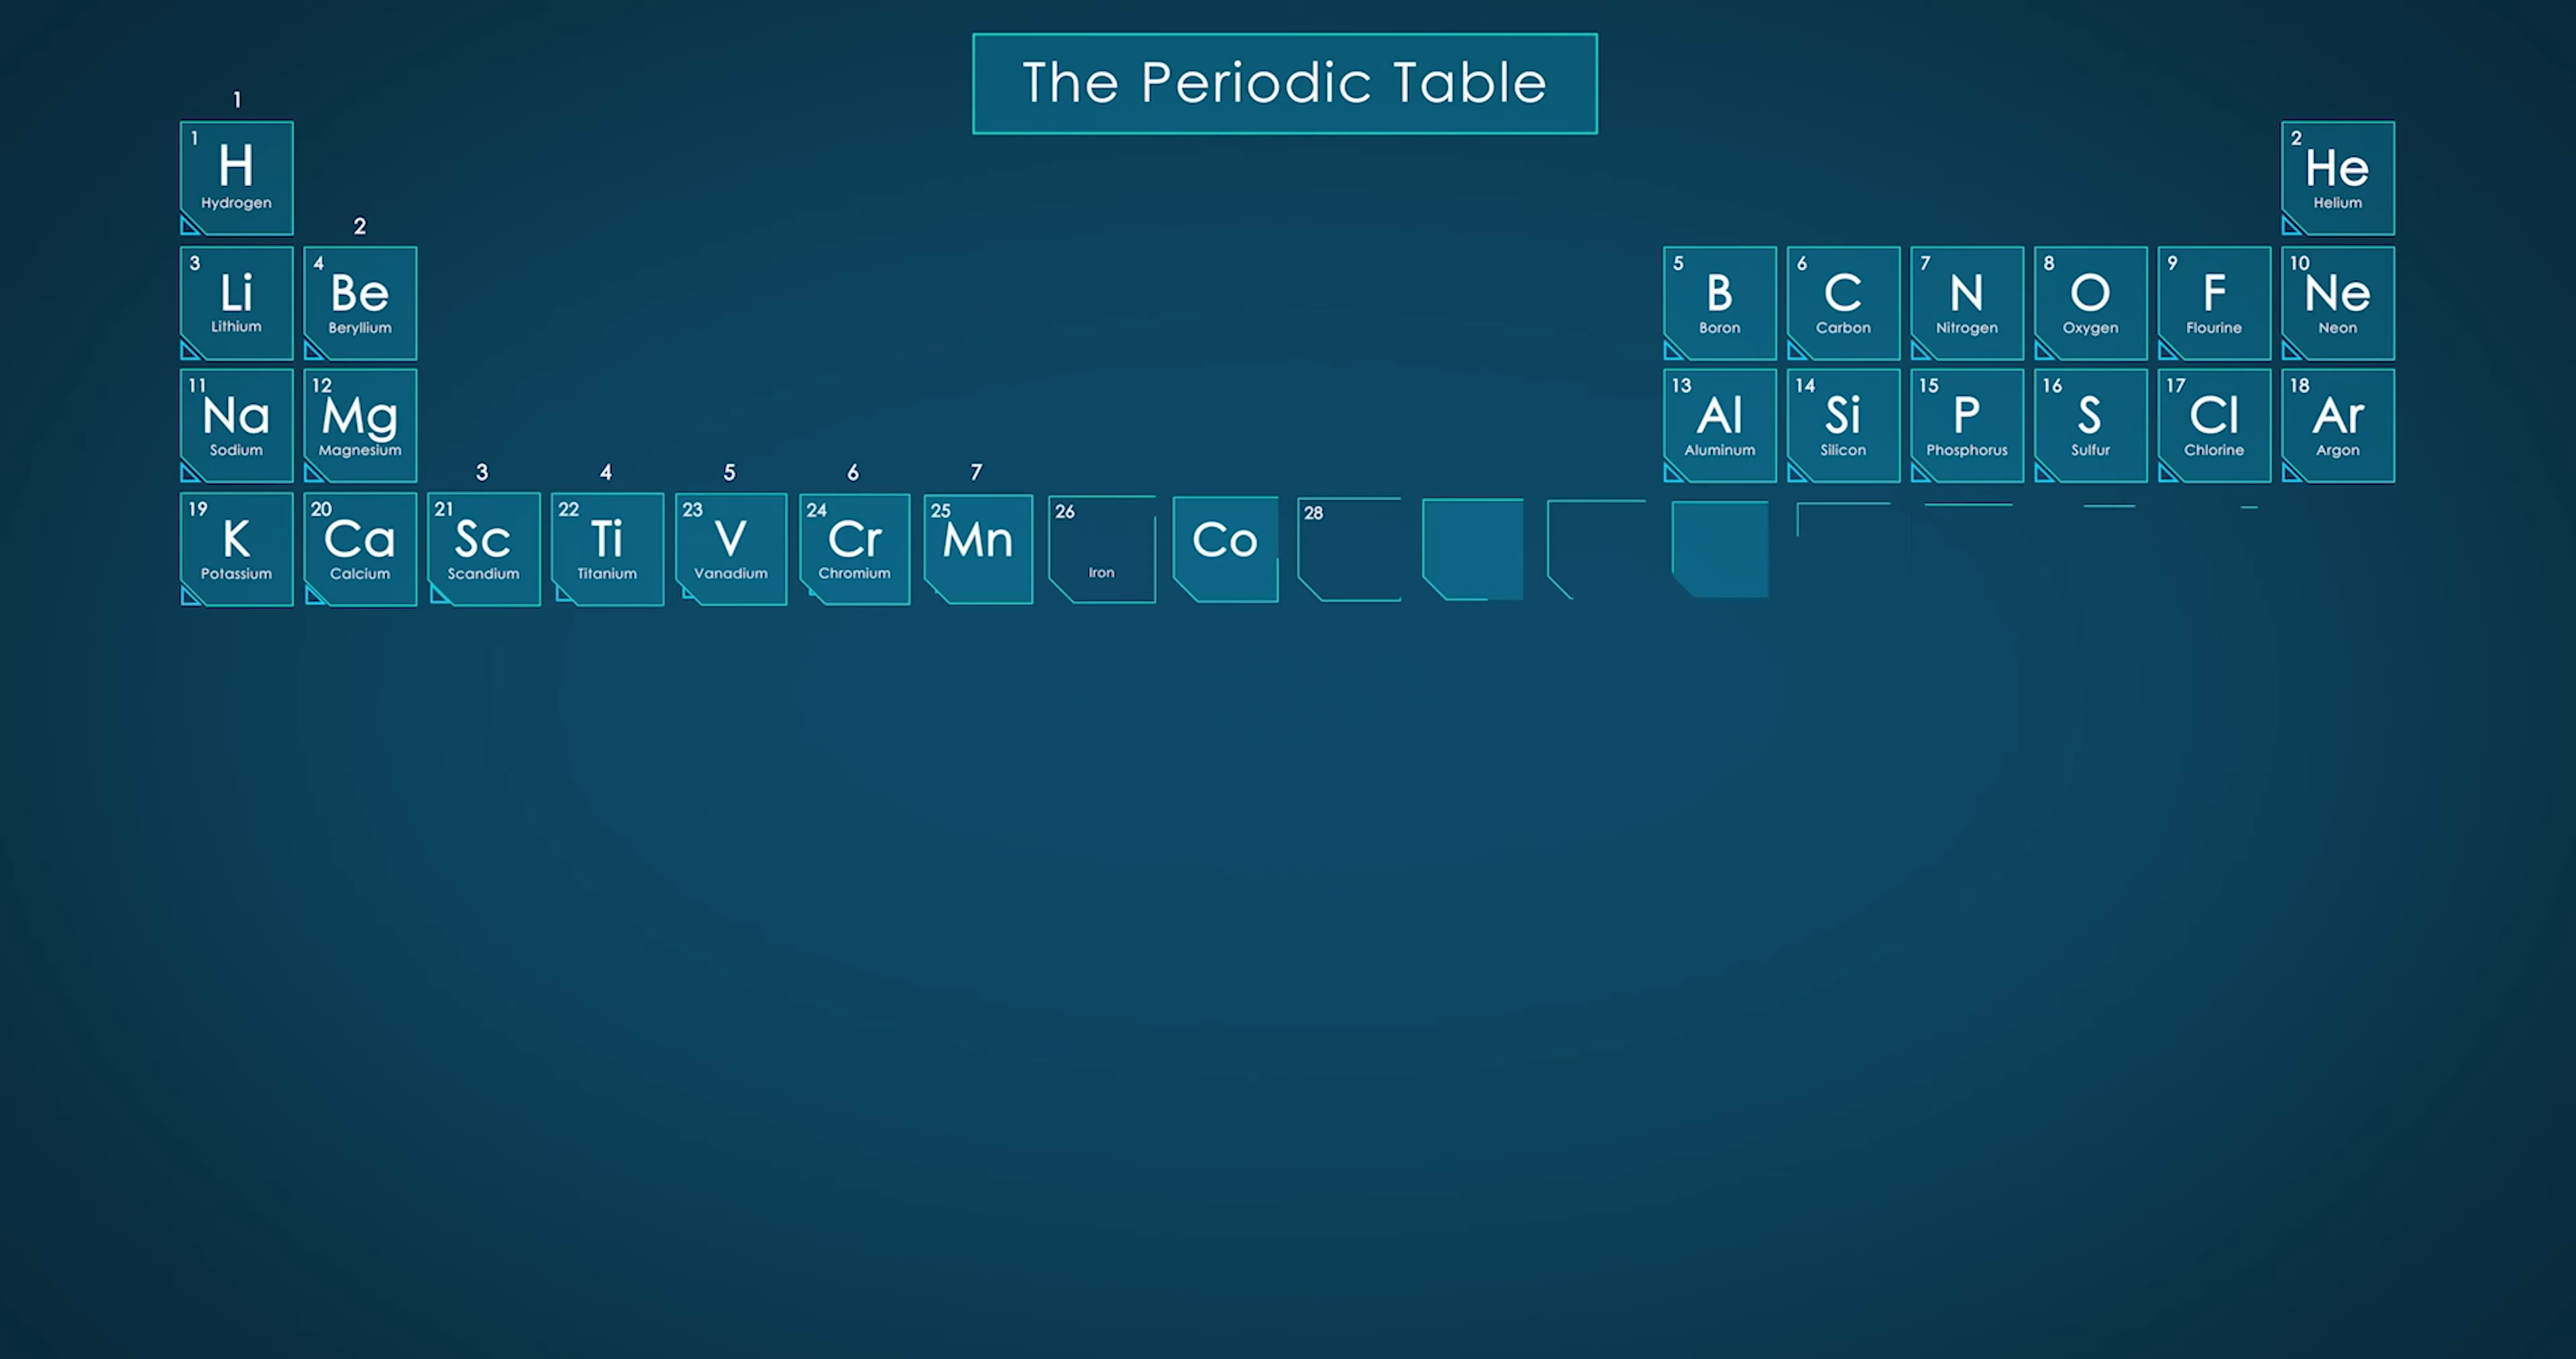 The Periodic Table
1
1
H
Hydrogen
2
He
Helium
2
3
Li
Lithium
4
Be
Beryllium
5
B
Boron
6
C
Carbon
7
N
Nitrogen
8
O
Oxygen
9
F
Flourine
10
Ne
Neon
11
Na
Sodium
12
Mg
Magnesium
13
Al
Aluminum
14
Si
Silicon
15
P
Phosphorus
16
S
Sulfur
17
Cl
Chlorine
18
Ar
Argon
3
4
5
6
7
19
K
Potassium
20
Ca
Calcium
21
Sc
Scandium
22
Ti
Titanium
23
V
Vanadium
24
Cr
Chromium
25
Mn
26
Iron
Co
28